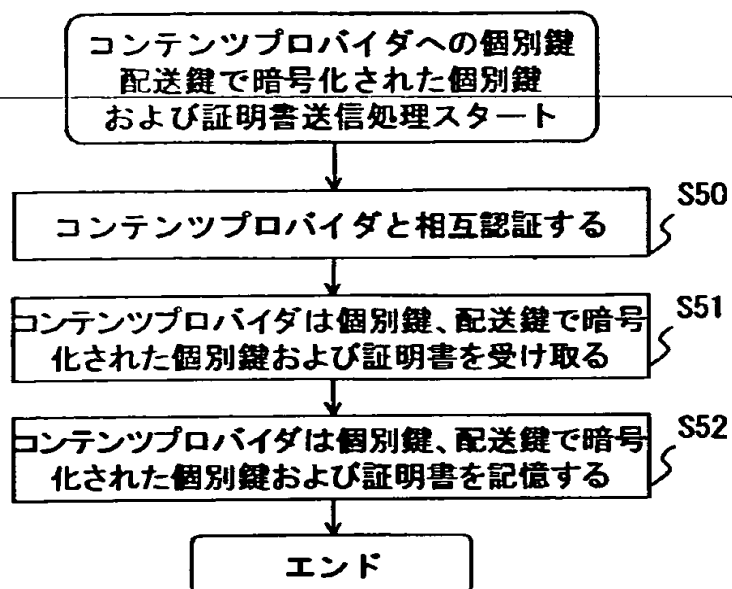 コンテンツプロバイダへの個別鍵
配送鍵で暗号化された個別鍵
および証明書送信処理スタート
S50
コンテンツプロバイダと相互認証する
S51
コンテンツプロバイダは個別鍵、配送鍵で暗号
化された個別鍵および証明書を受け取る
S52
コンテンツプロバイダは個別鍵、配送鍵で暗号
化された個別鍵および証明書を記憶する
エンド